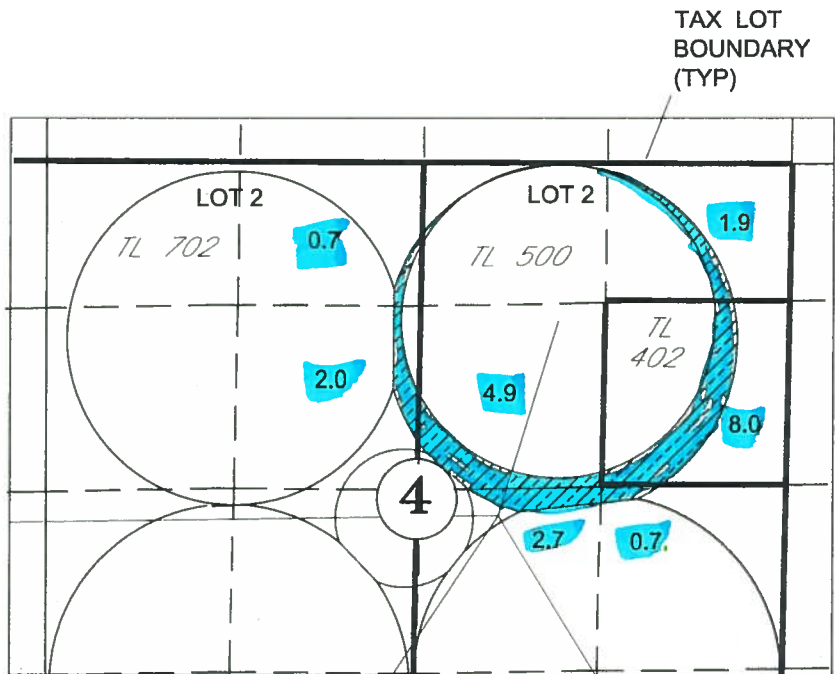 TAX LOT
BOUNDARY
(TYP)
LOT 2
LOT 2
TL 702
0.7
TL 500
1.9
TL
402
2.0
4.9
8.0
4
2.7
0.7